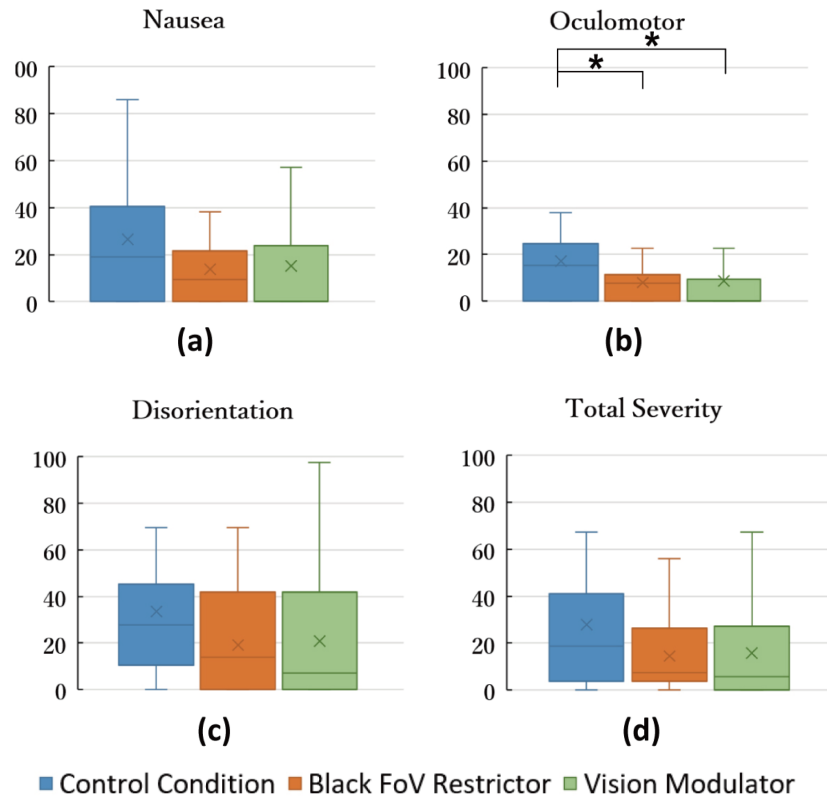 Nausea
00
80
60
40
20
0
(a)
Oculomotor
100
80
60
40
20
0
* *
(b)
Disorientation
100
80
60
40
20
0
(c)
Total Severity
100
80
60
40
20
0
(d)
Control Condition Black FoV Restrictor Vision Modulator